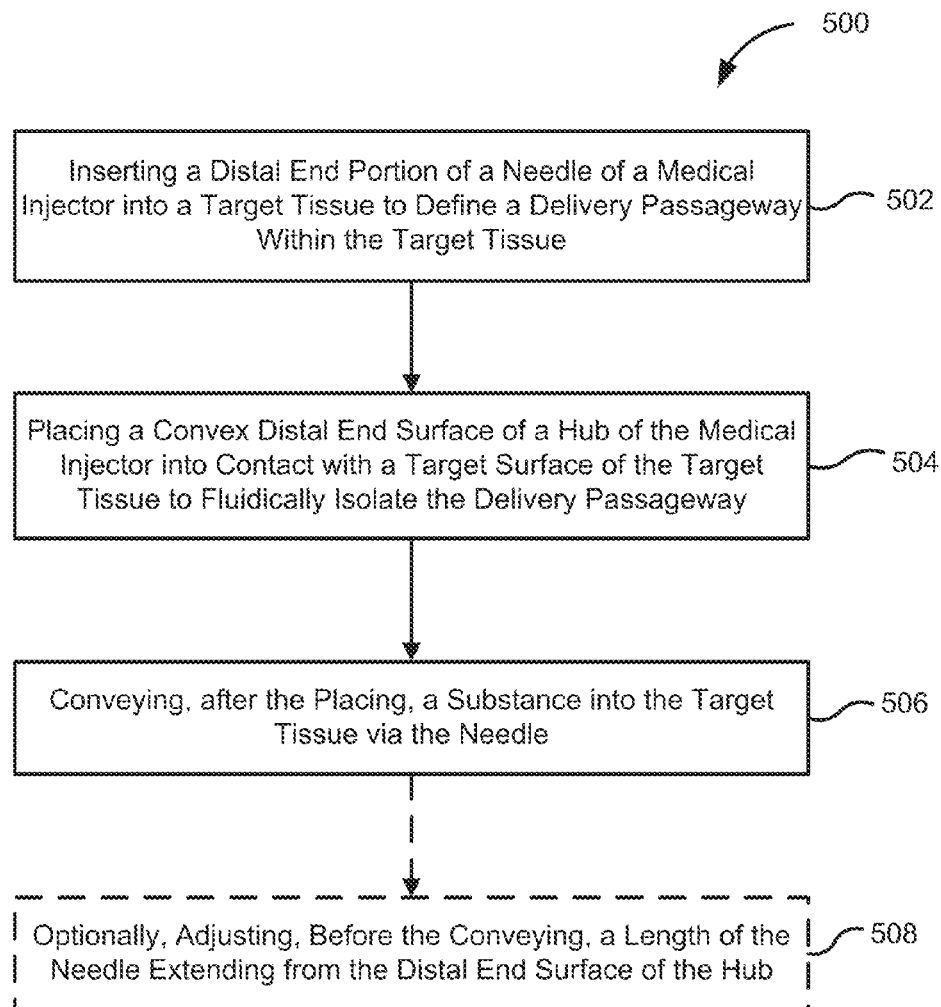 500
Inserting a Distal End Portion of a Needle of a Medical
Injector into a Target Tissue to Define a Delivery Passageway
Within the Target Tissue
502
Placing a Convex Distal End Surface of a Hub of the Medical
Injector into Contact with a Target Surface of the Target
Tissue to Fluidically Isolate the Delivery Passageway
504
Conveying, after the Placing, a Substance into the Target
Tissue via the Needle
506
Optionally, Adjusting, Before the Conveying, a Length of the
Needle Extending from the Distal End Surface of the Hub
508